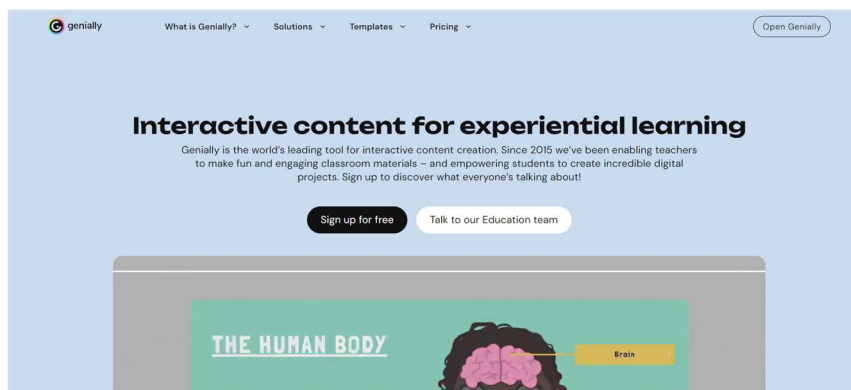 genially
What is Genially?
Solutions
Templates
Pricing
Open Genially
Interactive content for experiential learning
Genially is the world's leading tool for interactive content creation. Since 2015 we've been enabling teachers
to make fun and engaging classroom materials – and empowering students to create incredible digital
projects. Sign up to discover what everyone's talking about!
Sign up for free
Talk to our Education team
THE HUMAN BODY
Brain